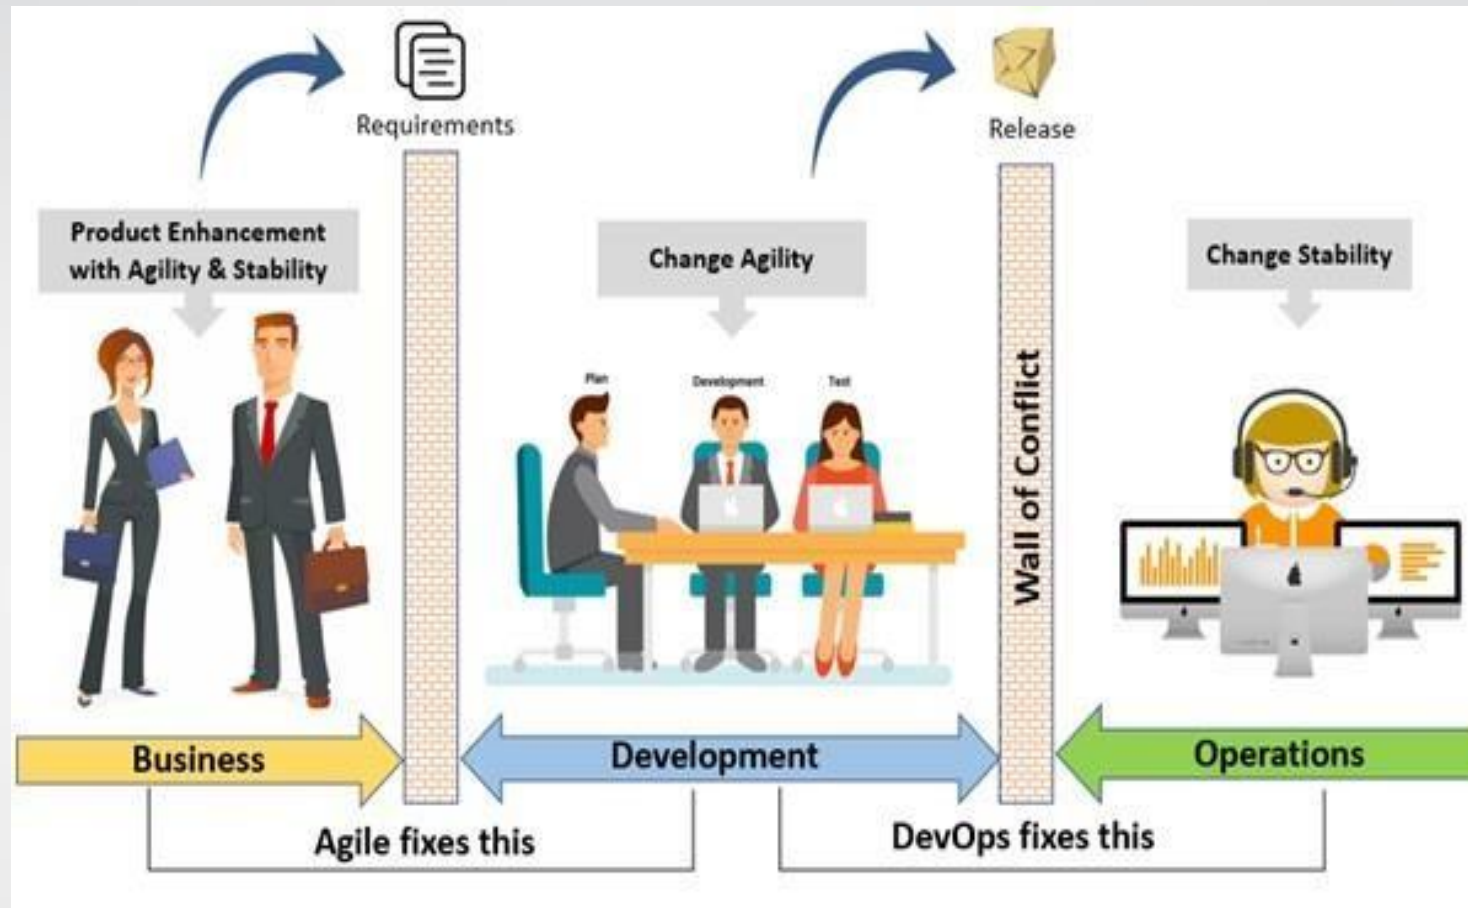 Requirements
Release
Product Enhancement
with Agility & Stability
Change Agility
Change Stability
Plan
Development
Test
Wall of Conflict
Business
Development
Operations
Agile fixes this
DevOps fixes this